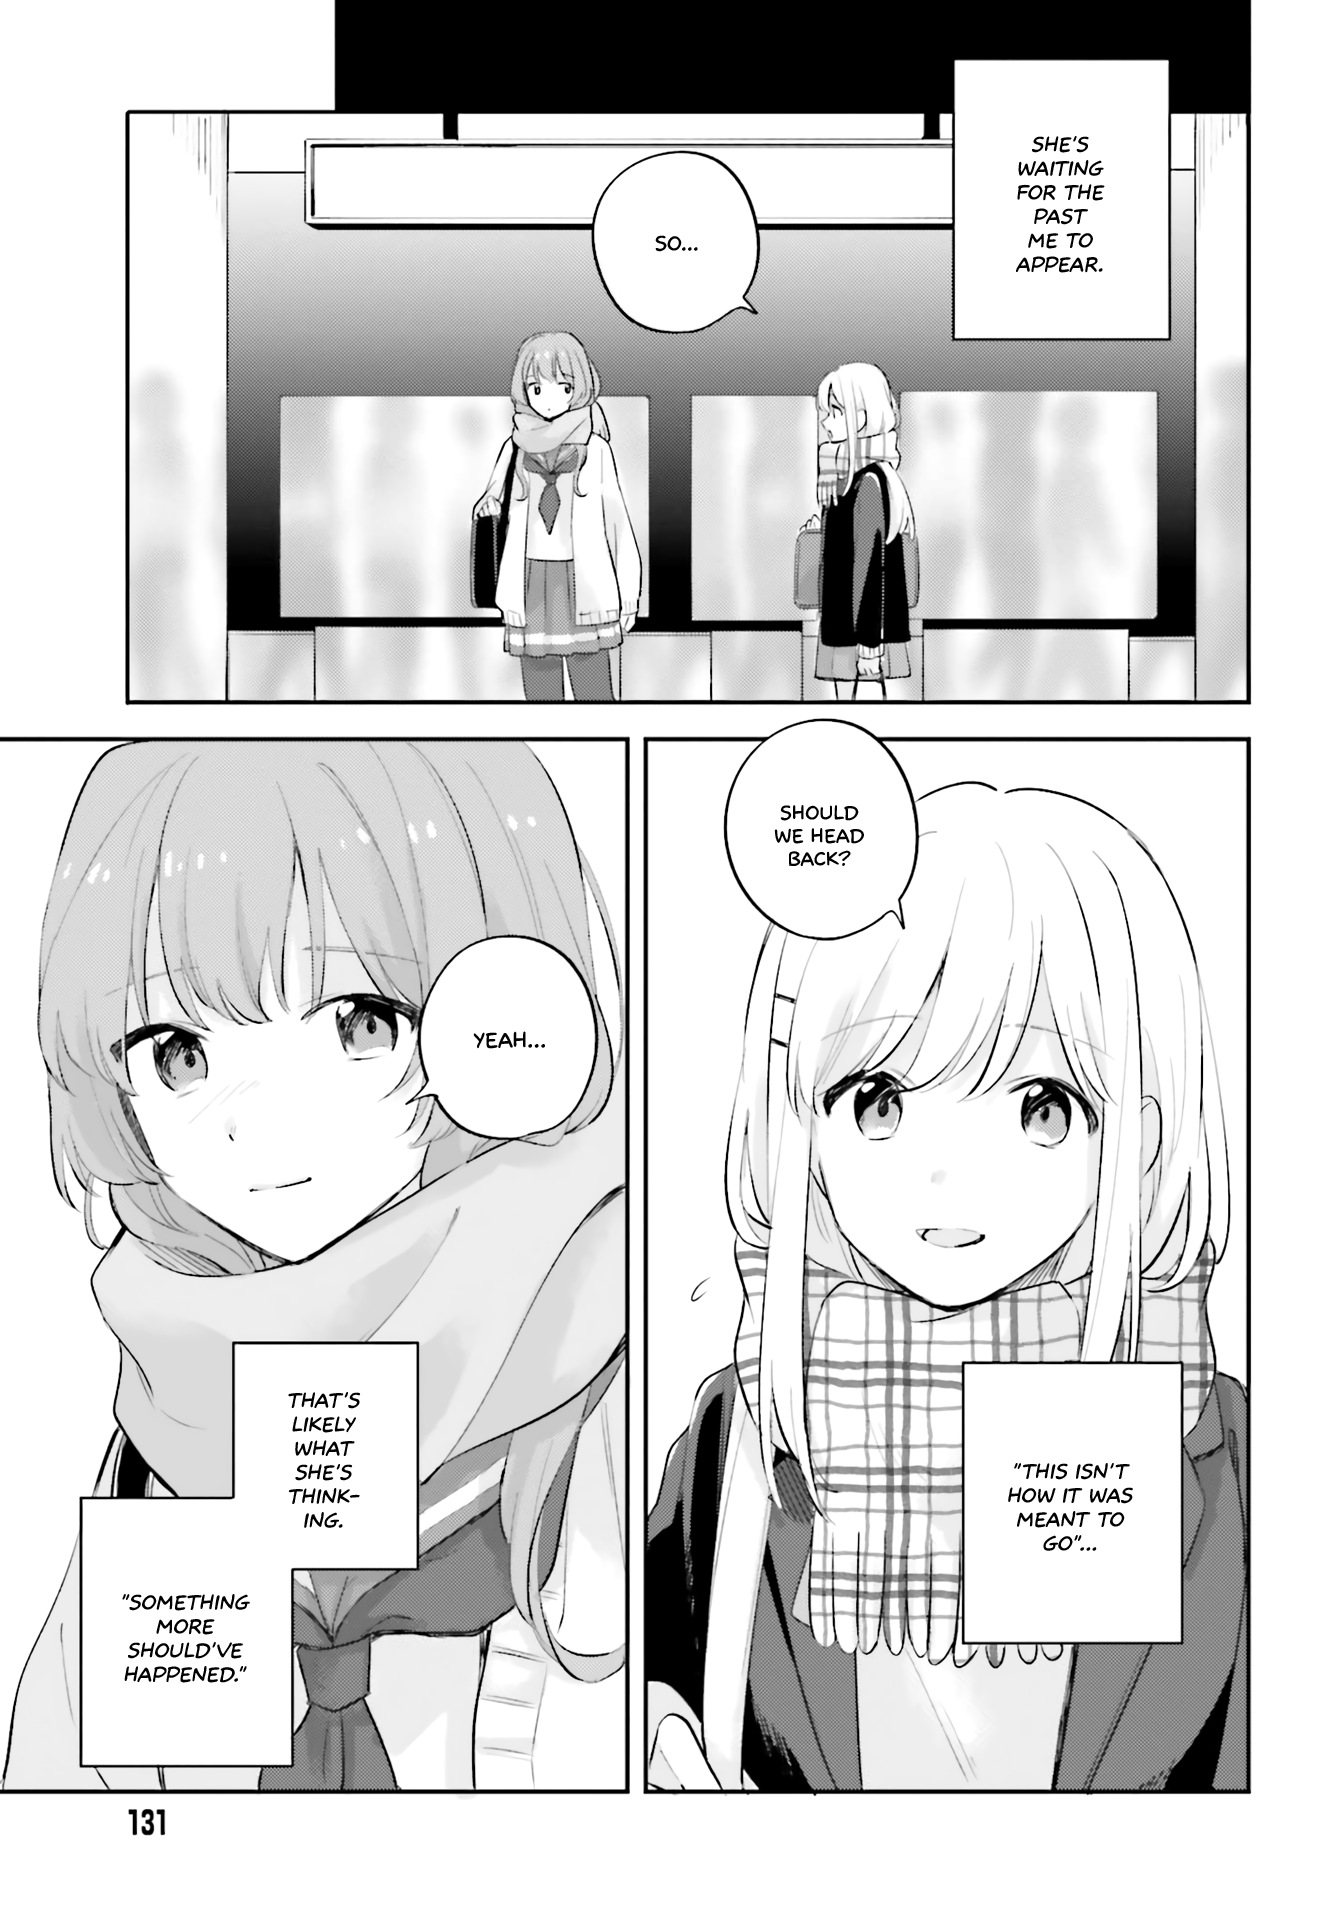 SHE'S
WAITING
FOR THE
PAST
ME TO
APPEAR.
SO...
SHOULD
WE HEAD
BACK?
"THIS ISN'T
HOW IT WAS
MEANT TO
GO"...
YEAH...
THAT'S
LIKELY
WHAT
SHE'S
THINK-
ING.
"SOMETHING
MORE
SHOULD'VE
HAPPENED."
131